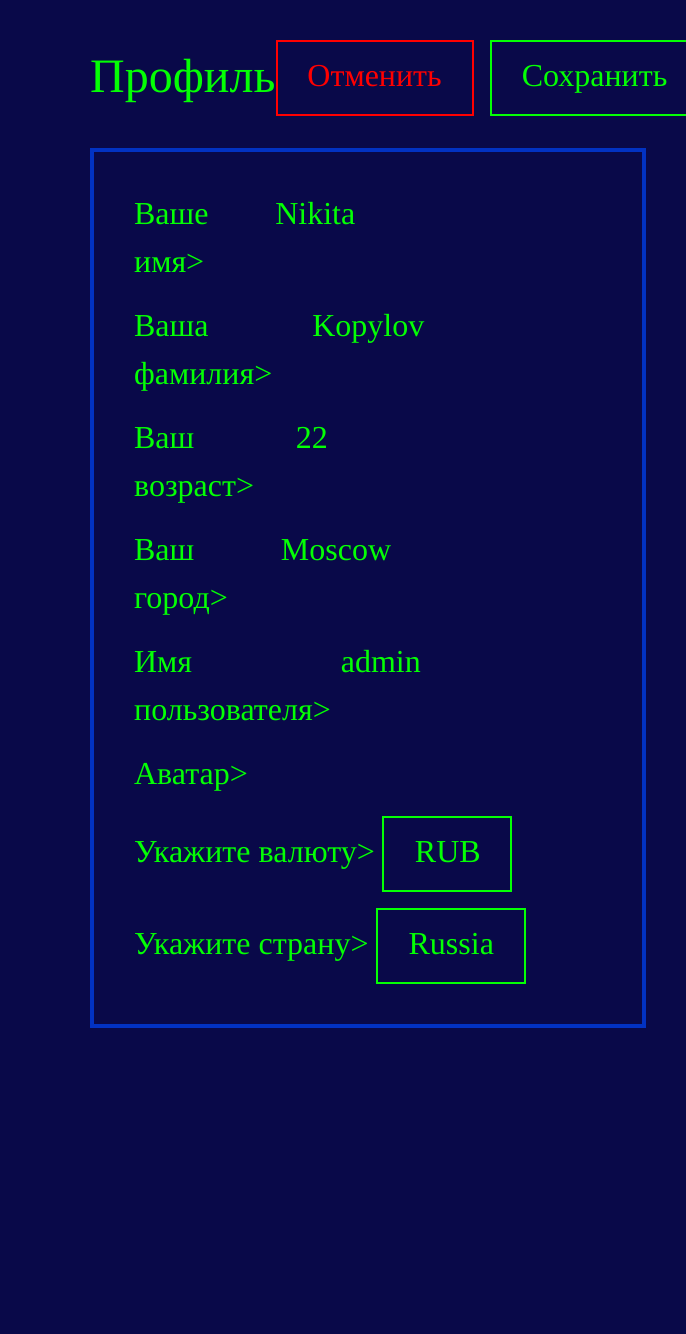 Профиль Отменить Сохранить
Ваше Nikita
имя>
Ваша Kopylov
фамилия>
Ваш 22
возраст>
Ваш Moscow
город>
Имя admin
пользователя>
Аватар>
Укажите валюту> RUB
Укажите страну> Russia